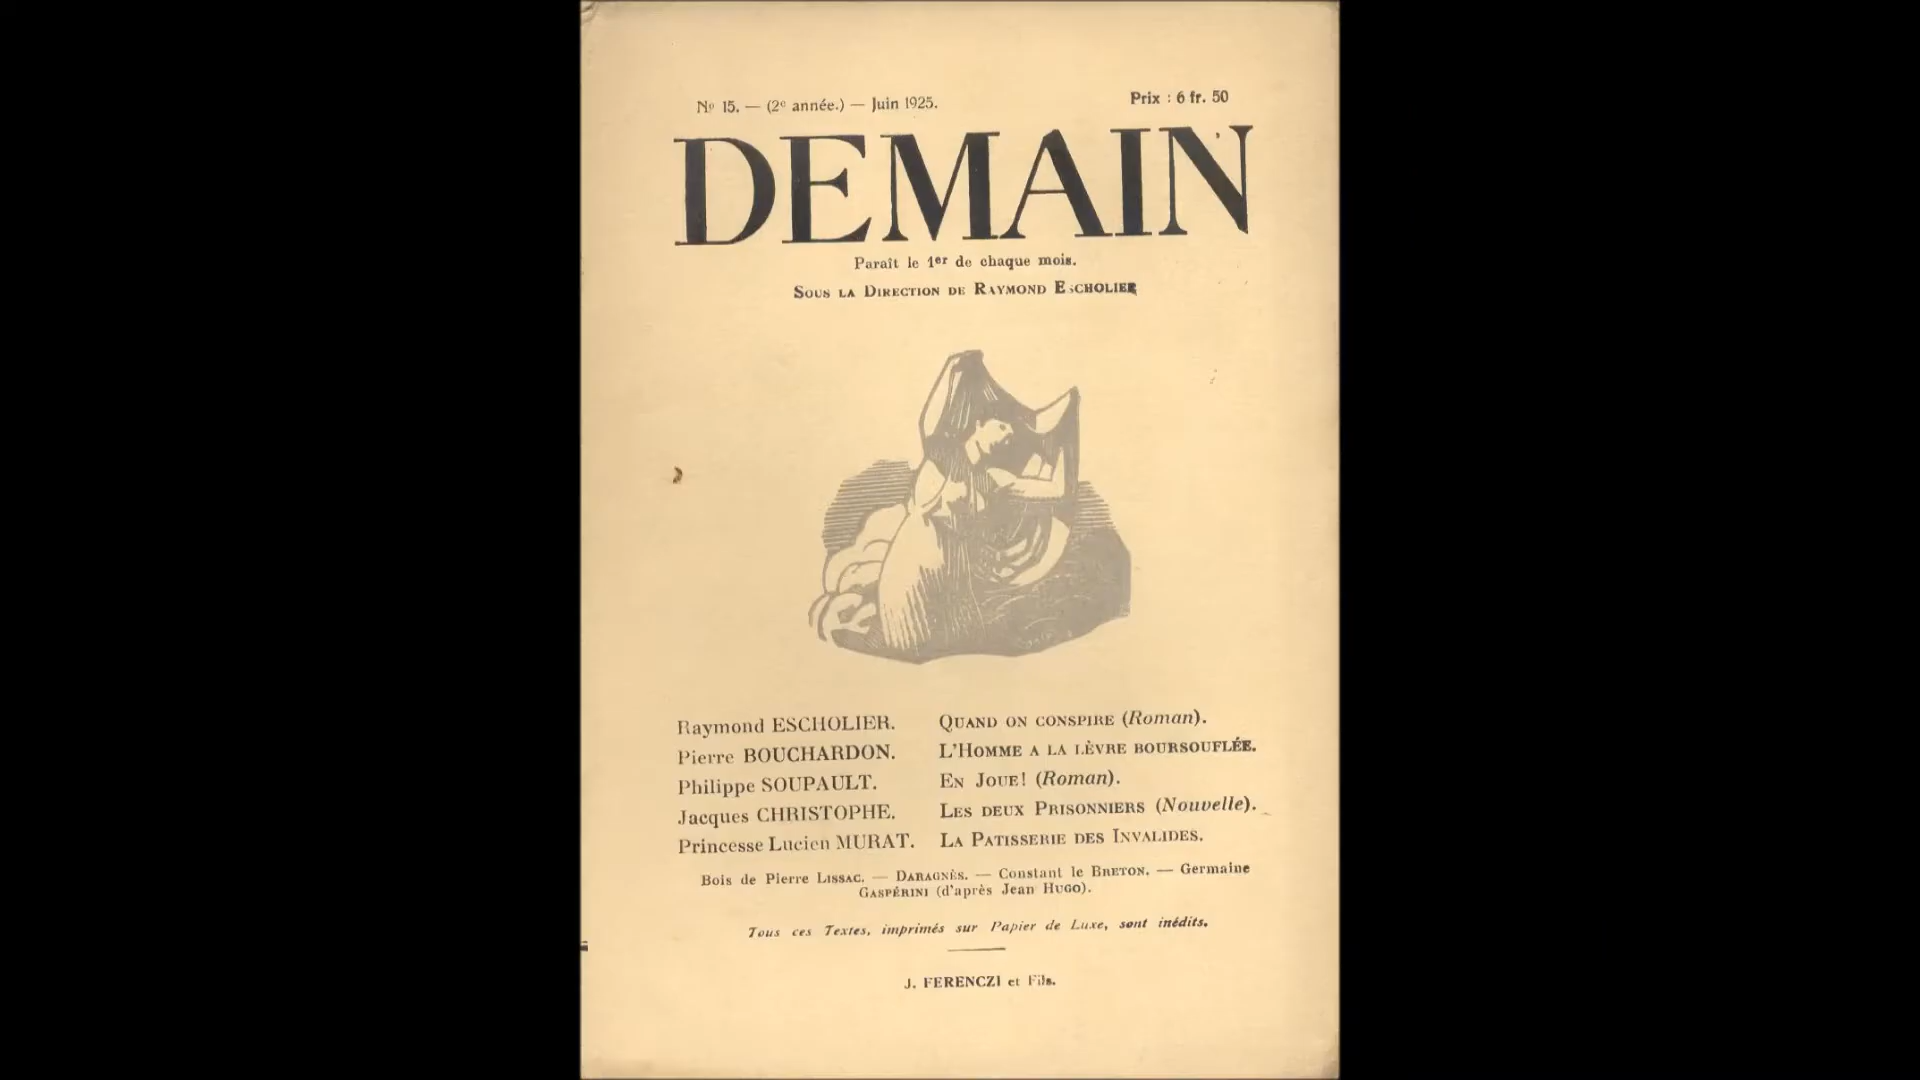 Nº 15. — (2e année.) — Juin 1925.
Prix : 6 fr. 50
DEMAIN
Paraît le 1er de chaque mois.
SOUS LA DIRECTION DE RAYMOND ESCHOLIER
Raymond ESCHOLIER. QUAND ON CONSPIRE (Roman).
Pierre BOUCHARDON. L'HOMME A LA LÈVRE BOURSOUFLÉE.
Philippe SOUPAULT. EN JOUE! (Roman).
Jacques CHRISTOPHE. LES DEUX PRISONNIERS (Nouvelle).
Princesse Lucien MURAT. LA PATISSERIE DES INVALIDES.
Bois de Pierre LISSAC. — DARAGNÈS. — Constant le BRETON. — Germaine
GASPÉRINI (d'après Jean HUGO).
Tous ces Textes, imprimés sur Papier de Luxe, sont inédits.
J. FERENCZI et Fils.